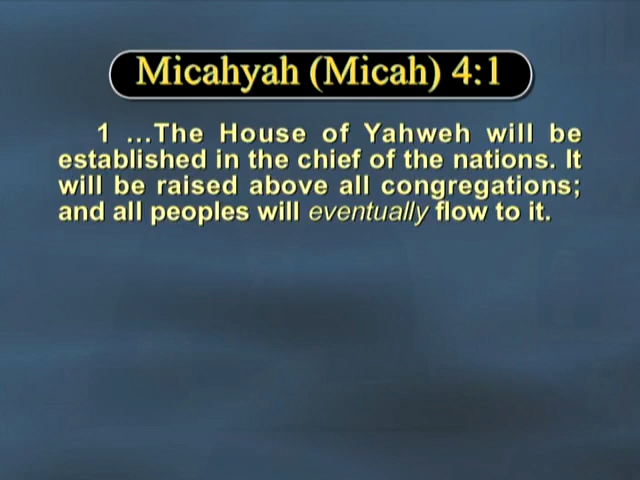 Micahyah (Micah) 4:1
1 ...The House of Yahweh will be
established in the chief of the nations. It
will be raised above all congregations;
and all peoples will eventually flow to it.